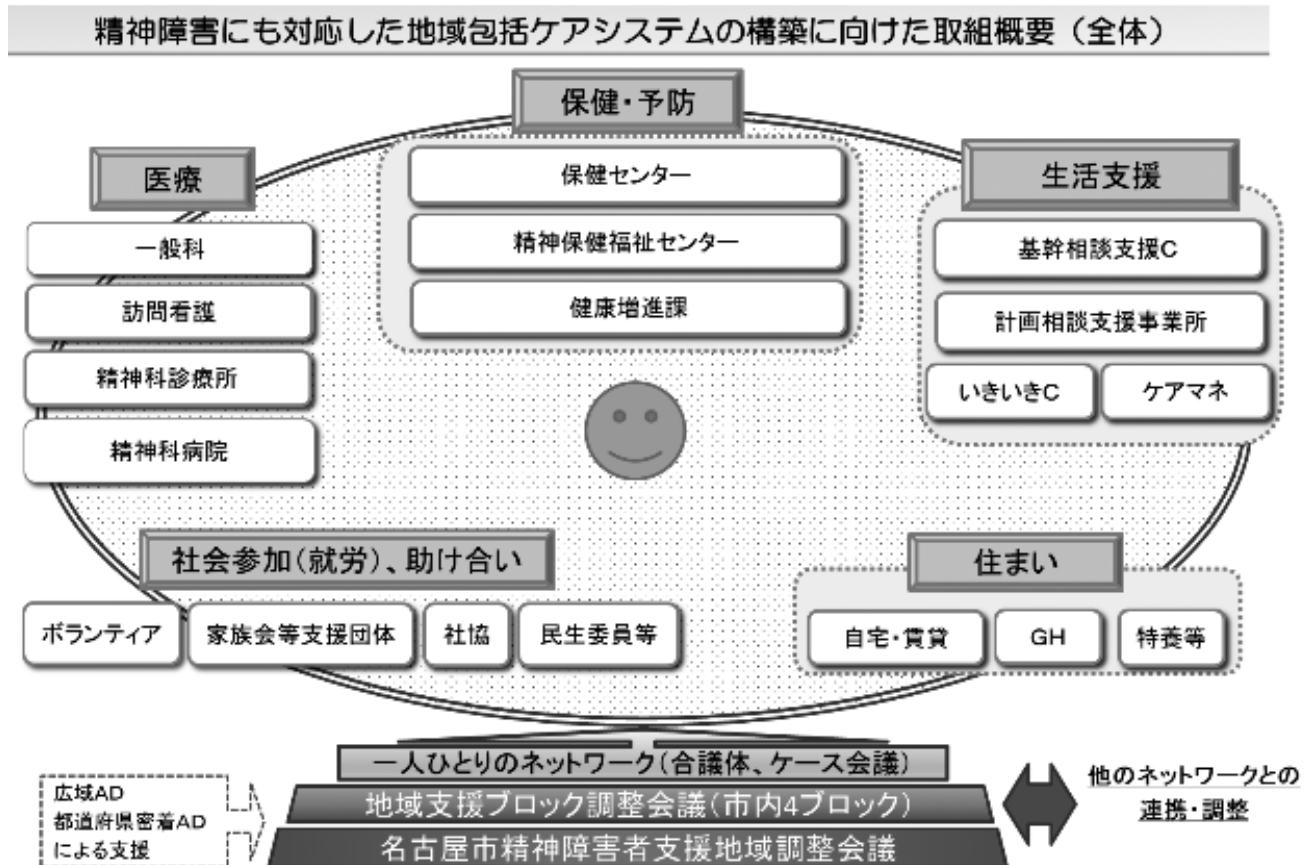 精神障害にも対応した地域包括ケアシステムの構築に向けた取組概要（全体）
保健・予防
保健センター
精神保健福祉センター
健康増進課
医療
一般科
訪問看護
精神科診療所
精神科病院
生活支援
基幹相談支援C
計画相談支援事業所
いきいきC
ケアマネ
社会参加(就労)、助け合い
ボランティア
家族会等支援団体
社協
民生委員等
住まい
自宅・賃貸
GH
特養等
一人ひとりのネットワーク(合議体、ケース会議)
地域支援ブロック調整会議(市内4ブロック)
名古屋市精神障害者支援地域調整会議
広域AD
都道府県密着AD
による支援
他のネットワークとの
連携・調整